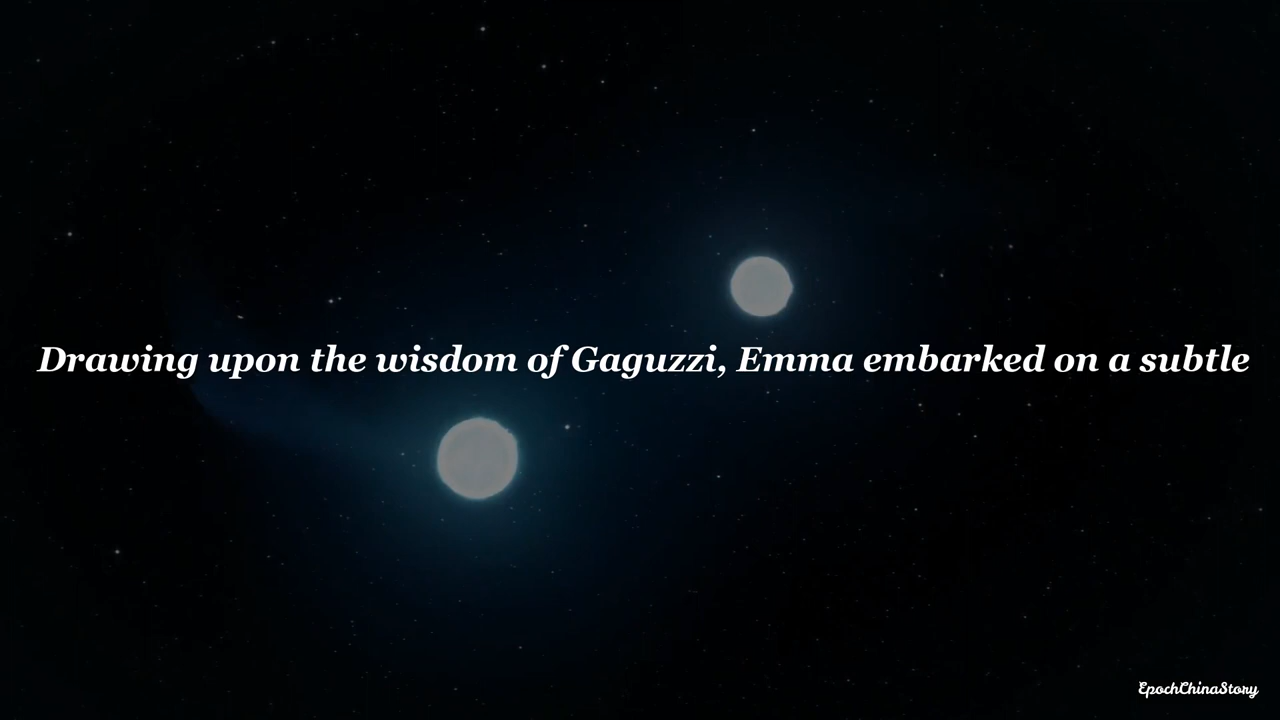 Drawing upon the wisdom of Gaguzzi, Emma embarked on a subtle
EpochChinaStory